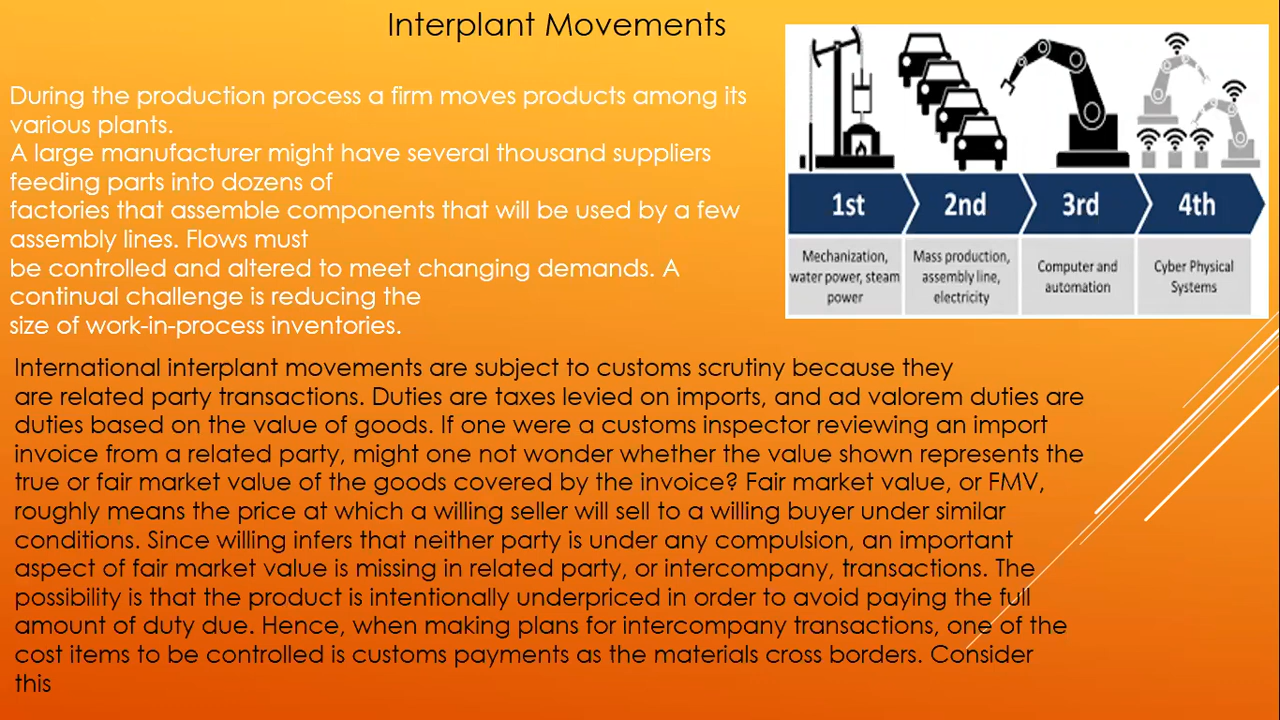 Interplant Movements
During the production process a firm moves products among its
various plants.
A large manufacturer might have several thousand suppliers
feeding parts into dozens of
factories that assemble components that will be used by a few
assembly lines. Flows must
be controlled and altered to meet changing demands. A
continual challenge is reducing the
size of work-in-process inventories.
1st
2nd
3rd
4th
Mechanization,
water power, steam
power
Mass production,
assembly line,
electricity
Computer and
automation
Cyber Physical
Systems
International interplant movements are subject to customs scrutiny because they
are related party transactions. Duties are taxes levied on imports, and ad valorem duties are
duties based on the value of goods. If one were a customs inspector reviewing an import
invoice from a related party, might one not wonder whether the value shown represents the
true or fair market value of the goods covered by the invoice? Fair market value, or FMV,
roughly means the price at which a willing seller will sell to a willing buyer under similar
conditions. Since willing infers that neither party is under any compulsion, an important
aspect of fair market value is missing in related party, or intercompany, transactions. The
possibility is that the product is intentionally underpriced in order to avoid paying the full
amount of duty due. Hence, when making plans for intercompany transactions, one of the
cost items to be controlled is customs payments as the materials cross borders. Consider
this